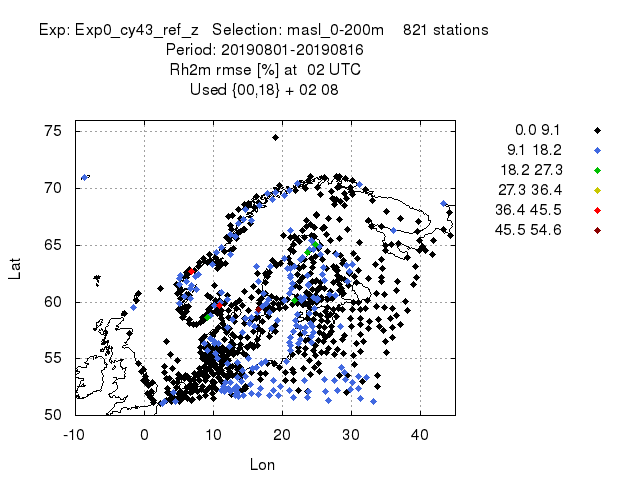 Exp: Exp0_cy43_ref_z Selection: masl_0-200m 821 stations
Period: 20190801-20190816
Rh2m rmse [%] at 02 UTC
Used {00,18} + 02 08
0.0 9.1
9.1 18.2
18.2 27.3
27.3 36.4
36.4 45.5
45.5 54.6
75
70
65
60
55
50
Lat
-10 0 10 20 30 40
Lon